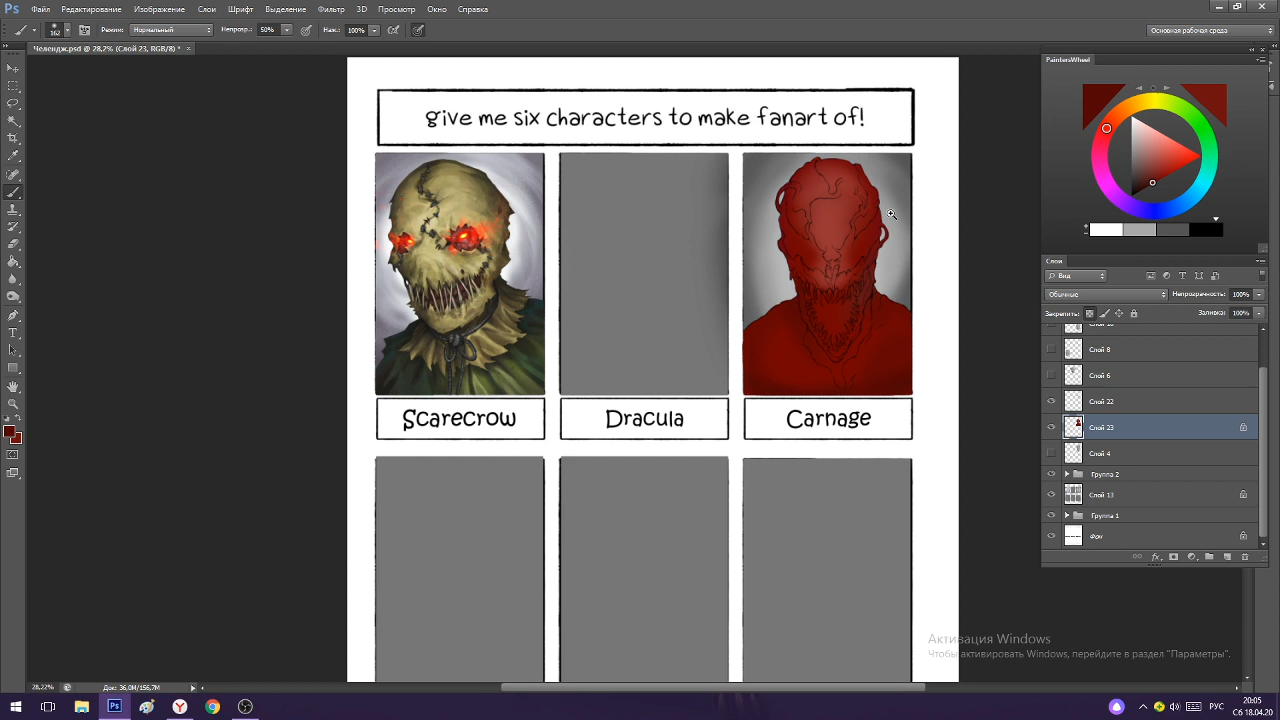 Ps Файл Редактирование Изображение Слои Шрифт Выделение Фильтр 3D Просмотр Окно Справка
162 Режим: Нормальный Непрозр.: 50% Наж.: 100% Основная рабочая среда
Челендж.psd @ 28,2% (Слой 23, RGB/8) * ×
PaintersWheel
give me six characters to make fanart of!
Слои
Вид
Обычные Непрозрачность: 100%
Закрепить: Заливка: 100%
Слой 8
Слой 6
Слой 22
Слой 23
Слой 4
Группа 2
Слой 13
Группа 1
Фон
Scarecrow Dracula Carnage
Активация Windows
Чтобы активировать Windows, перейдите в раздел "Параметры".
28,22% Док: 36,0M/156,7M
Ps РУС 20:05
Сб 18.04.20